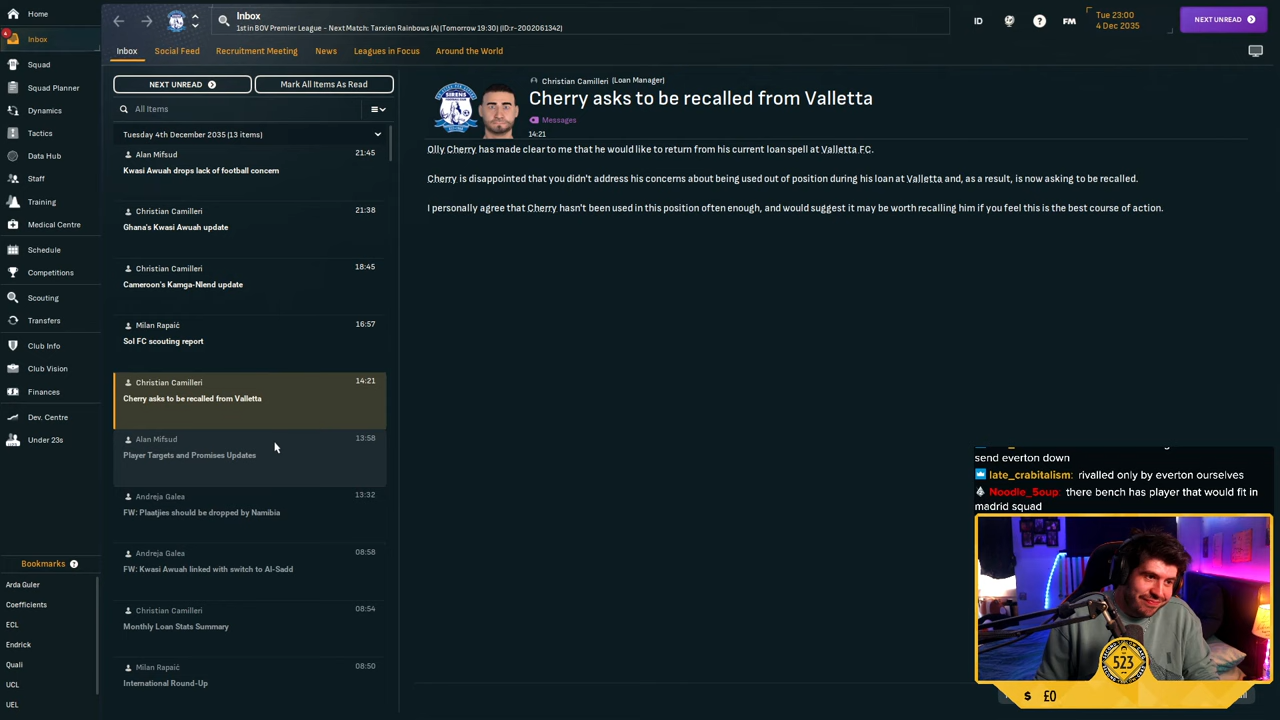 Home
Inbox
Squad
Squad Planner
Dynamics
Tactics
Data Hub
Staff
Training
Medical Centre
Schedule
Competitions
Scouting
Transfers
Club Info
Club Vision
Finances
Dev. Centre
Under 23s
Bookmarks ?
Arda Guler
Coefficients
ECL
Endrick
Quali
UCL
UEL
Inbox
1st in BOV Premier League - Next Match: Tarxien Rainbows (A) (Tomorrow 19:30) (ID:r-2002061342)
ID
?
FM
Tue 23:00
4 Dec 2035
NEXT UNREAD
Inbox
Social Feed
Recruitment Meeting
News
Leagues in Focus
Around the World
NEXT UNREAD
Mark All Items As Read
All Items
Tuesday 4th December 2035 (13 items)
Alan Mifsud 21:45
Kwasi Awuah drops lack of football concern
Christian Camilleri 21:38
Ghana's Kwasi Awuah update
Christian Camilleri 18:45
Cameroon's Kamga-Nlend update
Milan Rapaić 16:57
Sol FC scouting report
Christian Camilleri 14:21
Cherry asks to be recalled from Valletta
Alan Mifsud 13:58
Player Targets and Promises Updates
Andreja Galea 13:32
FW: Plaatjies should be dropped by Namibia
Andreja Galea 08:58
FW: Kwasi Awuah linked with switch to Al-Sadd
Christian Camilleri 08:54
Monthly Loan Stats Summary
Milan Rapaić 08:50
International Round-Up
SIRENS
Christian Camilleri (Loan Manager)
Cherry asks to be recalled from Valletta
Messages
14:21
Olly Cherry has made clear to me that he would like to return from his current loan spell at Valletta FC.
Cherry is disappointed that you didn't address his concerns about being used out of position during his loan at Valletta and, as a result, is now asking to be recalled.
I personally agree that Cherry hasn't been used in this position often enough, and would suggest it may be worth recalling him if you feel this is the best course of action.
send everton down
late_crabitalism: rivalled only by everton ourselves
Noodle_5oup: there bench has player that would fit in
madrid squad
523
$ £0